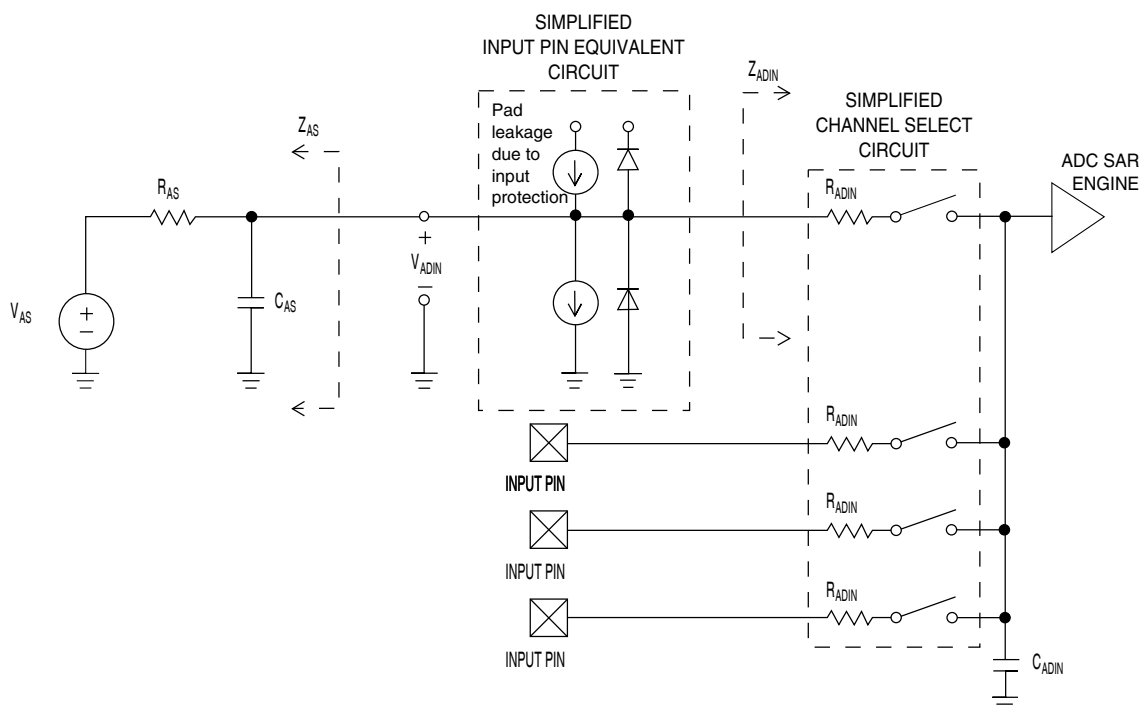 SIMPLIFIED
INPUT PIN EQUIVALENT
CIRCUIT
Pad
leakage
due to
input
protection
Z_ADIN
SIMPLIFIED
CHANNEL SELECT
CIRCUIT
ADC SAR
ENGINE
Z_AS
R_AS
R_ADIN
+
V_ADIN
–
C_AS
V_AS
+
–
R_ADIN
INPUT PIN
R_ADIN
INPUT PIN
R_ADIN
INPUT PIN
C_ADIN